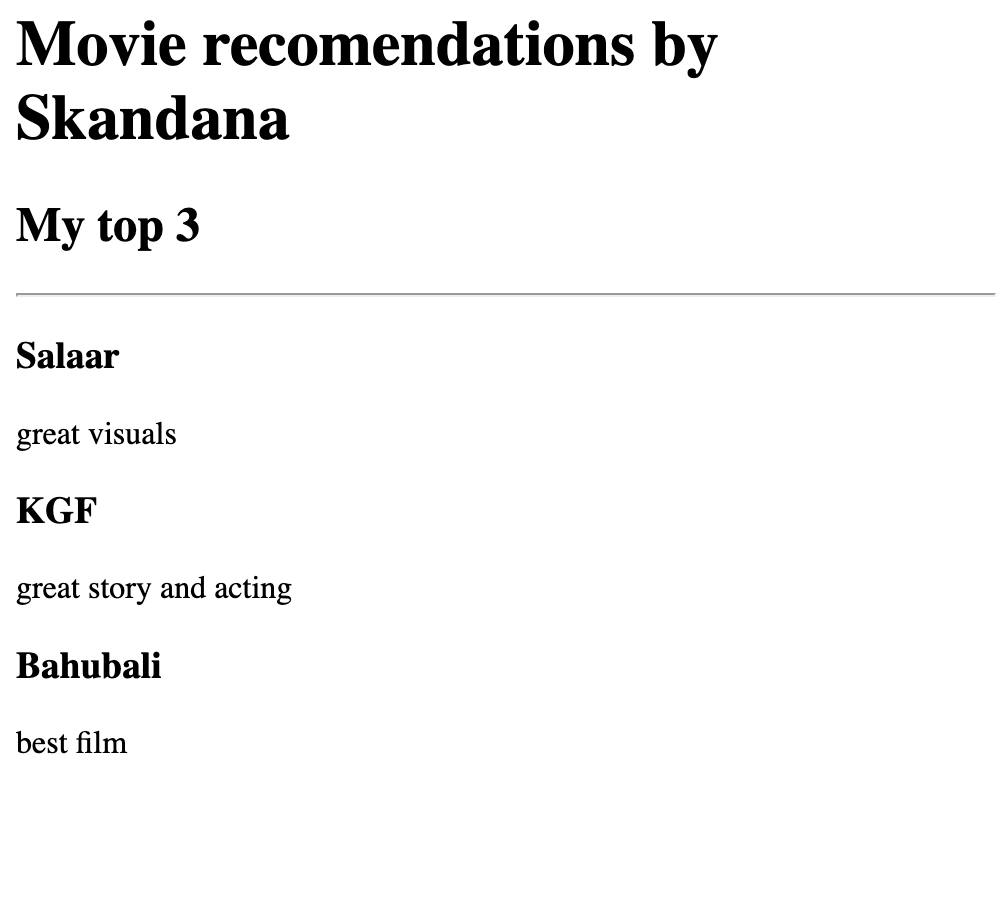 Movie recomendations by
Skandana
My top 3
Salaar
great visuals
KGF
great story and acting
Bahubali
best film